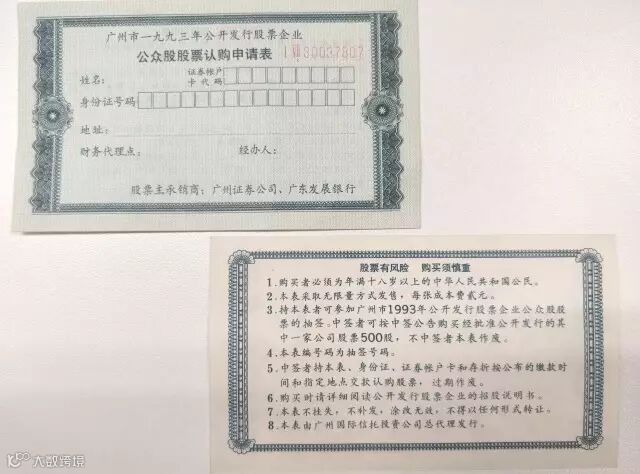 广州市一九九三年公开发行股票企业
公众股股票认购申请表
80037807
姓名:
证券帐户
卡代码:
身份证号码:
地址:
财务代理点:
经办人:
股票主承销商：广州证券公司、广东发展银行
股票有风险 购买须慎重
1．购买者必须为年满十八岁以上的中华人民共和国公民。
2．本表采取无限量方式发售，每张成本费贰元。
3．持本表者可参加广州市1993年公开发行股票企业公众股股
票的抽签。中签者可按中签公告购买经批准公开发行的其
中一家公司股票500股，不中签者本表作废。
4．本表编号码为抽签号码。
5．中签者持本表、身份证、证券帐户卡和存折按公布的缴款时
间和指定地点交款认购股票，过期作废。
6．购买时请详细阅读公开发行股票企业的招股说明书。
7．本表不挂失，不补发，涂改无效，不得以任何形式转让。
8．本表由广州国际信托投资公司总代理发行。
大数跨境